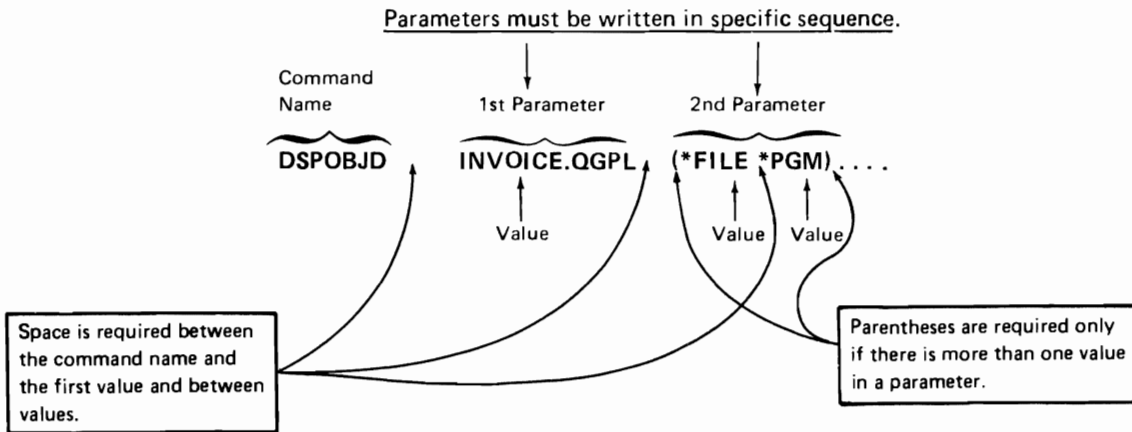 Parameters must be written in specific sequence.
Command
Name
1st Parameter
2nd Parameter
DSPOBJD
INVOICE.QGPL
(*FILE *PGM) . . . .
Value
Value
Value
Space is required between
the command name and
the first value and between
values.
Parentheses are required only
if there is more than one value
in a parameter.